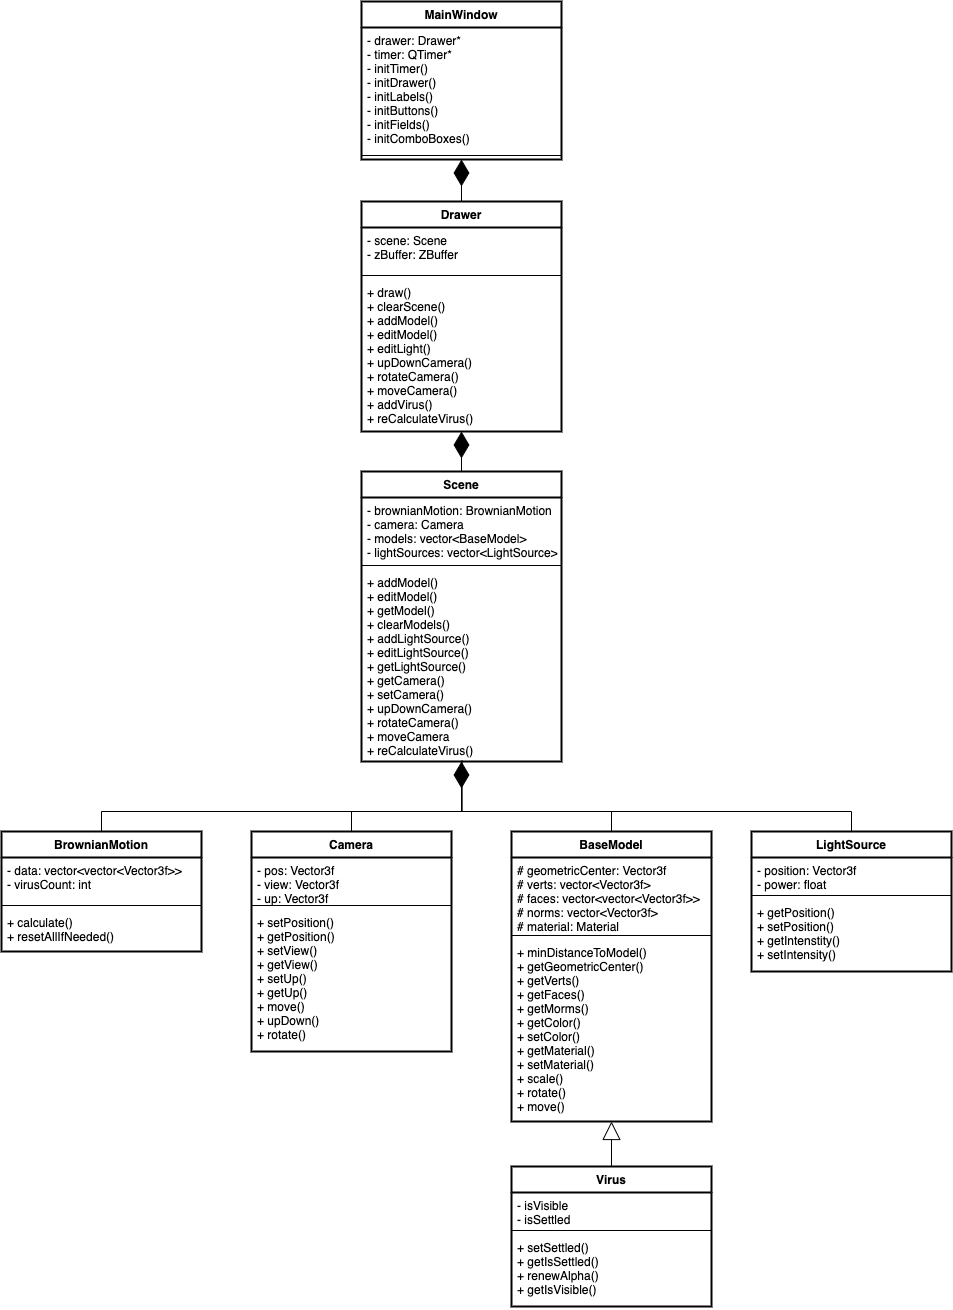 MainWindow
- drawer: Drawer*
- timer: QTimer*
- initTimer()
- initDrawer()
- initLabels()
- initButtons()
- initFields()
- initComboBoxes()
Drawer
- scene: Scene
- zBuffer: ZBuffer
+ draw()
+ clearScene()
+ addModel()
+ editModel()
+ editLight()
+ upDownCamera()
+ rotateCamera()
+ moveCamera()
+ addVirus()
+ reCalculateVirus()
Scene
- brownianMotion: BrownianMotion
- camera: Camera
- models: vector<BaseModel>
- lightSources: vector<LightSource>
+ addModel()
+ editModel()
+ getModel()
+ clearModels()
+ addLightSource()
+ editLightSource()
+ getLightSource()
+ getCamera()
+ setCamera()
+ upDownCamera()
+ rotateCamera()
+ moveCamera
+ reCalculateVirus()
BrownianMotion
- data: vector<vector<Vector3f>>
- virusCount: int
+ calculate()
+ resetAllIfNeeded()
Camera
- pos: Vector3f
- view: Vector3f
- up: Vector3f
+ setPosition()
+ getPosition()
+ setView()
+ getView()
+ setUp()
+ getUp()
+ move()
+ upDown()
+ rotate()
BaseModel
# geometricCenter: Vector3f
# verts: vector<Vector3f>
# faces: vector<vector<Vector3f>>
# norms: vector<Vector3f>
# material: Material
+ minDistanceToModel()
+ getGeometricCenter()
+ getVerts()
+ getFaces()
+ getMorms()
+ getColor()
+ setColor()
+ getMaterial()
+ setMaterial()
+ scale()
+ rotate()
+ move()
LightSource
- position: Vector3f
- power: float
+ getPosition()
+ setPosition()
+ getIntenstity()
+ setIntensity()
Virus
- isVisible
- isSettled
+ setSettled()
+ getIsSettled()
+ renewAlpha()
+ getIsVisible()